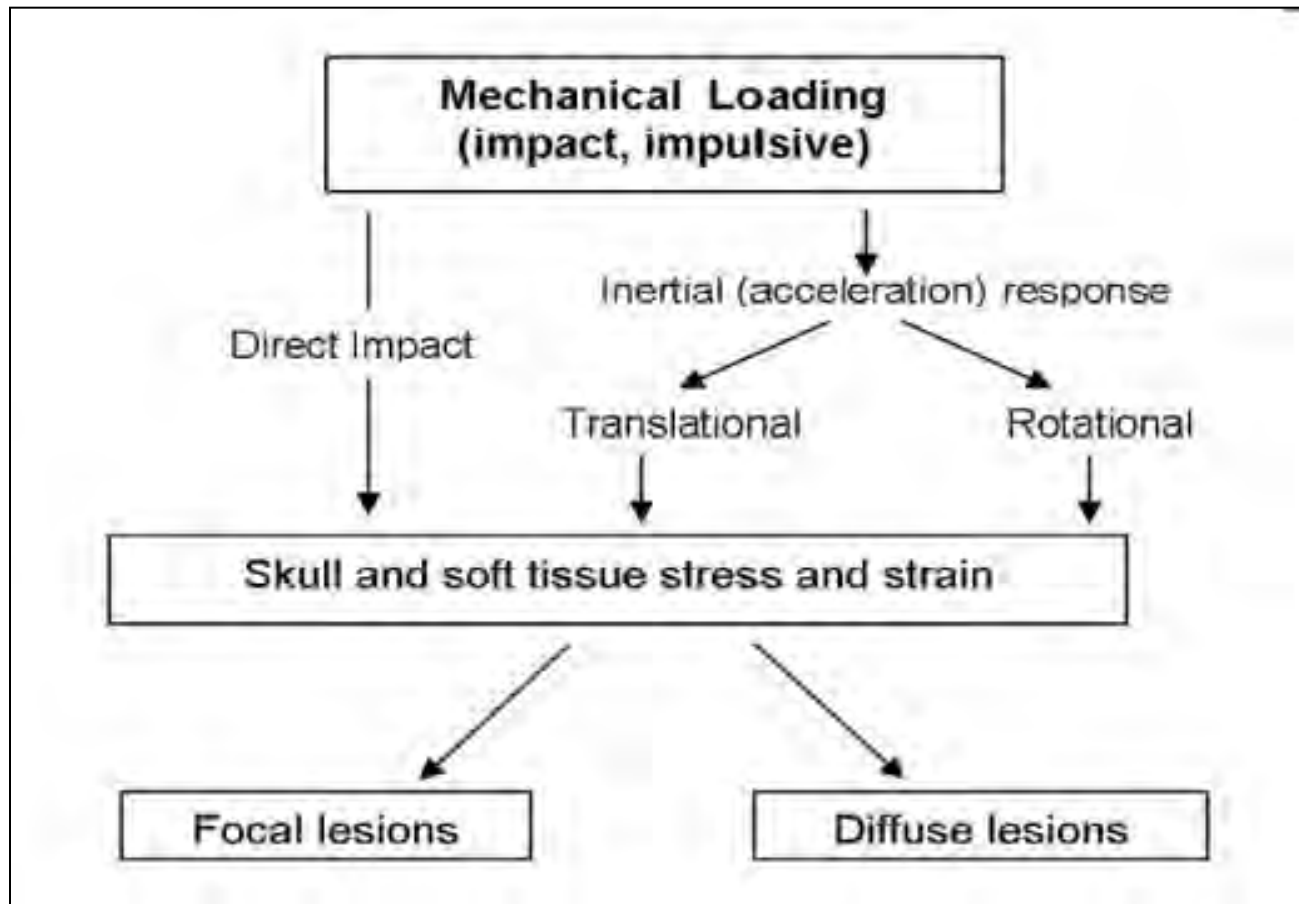 Mechanical Loading
(impact, impulsive)
Inertial (acceleration) response
Direct Impact
Translational
Rotational
Skull and soft tissue stress and strain
Focal lesions
Diffuse lesions